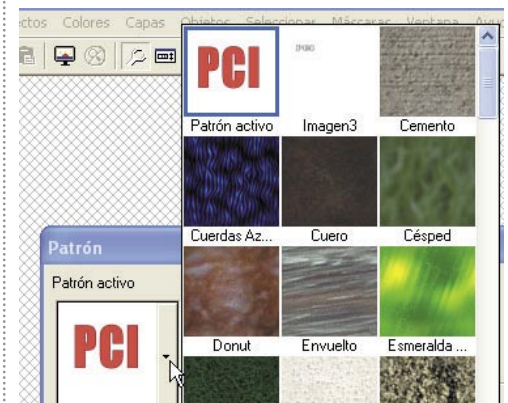 ectos Colores Capas Objetos Seleccionar Máscaras Ventana Ayud
PCI
Patrón activo Imagen3 Cemento
Cuerdas Az... Cuero Césped
Patrón
Patrón activo
PCI
Donut Envuelto Esmeralda ...